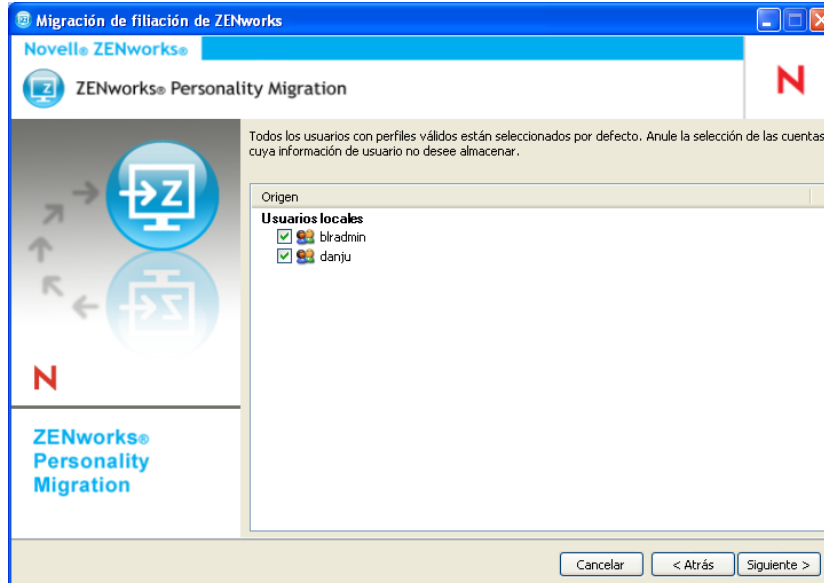 Migración de filiación de ZENworks
Novell® ZENworks®
ZENworks® Personality Migration
N
Todos los usuarios con perfiles válidos están seleccionados por defecto. Anule la selección de las cuentas
cuya información de usuario no desee almacenar.
Origen
Usuarios locales
blradmin
danju
Z
N
ZENworks®
Personality
Migration
Cancelar
< Atrás
Siguiente >